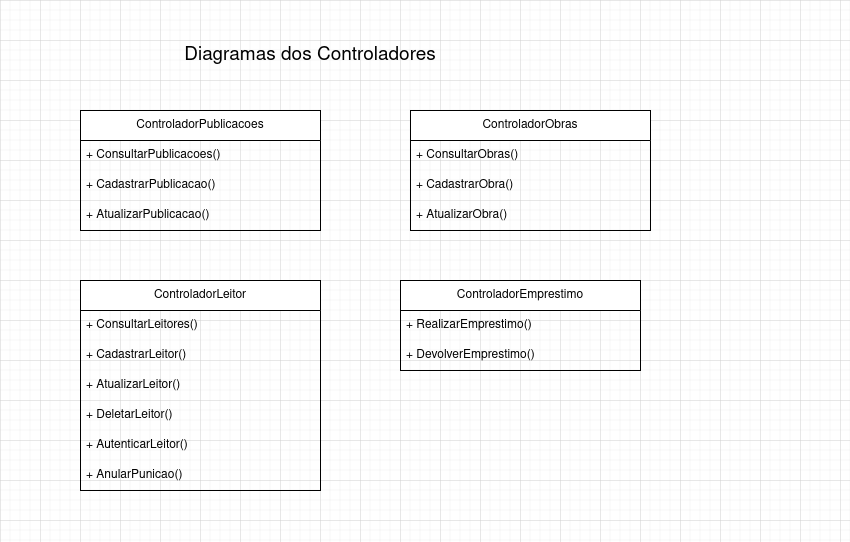 Diagramas dos Controladores
ControladorPublicacoes
+ ConsultarPublicacoes()
+ CadastrarPublicacao()
+ AtualizarPublicacao()
ControladorObras
+ ConsultarObras()
+ CadastrarObra()
+ AtualizarObra()
ControladorLeitor
+ ConsultarLeitores()
+ CadastrarLeitor()
+ AtualizarLeitor()
+ DeletarLeitor()
+ AutenticarLeitor()
+ AnularPunicao()
ControladorEmprestimo
+ RealizarEmprestimo()
+ DevolverEmprestimo()